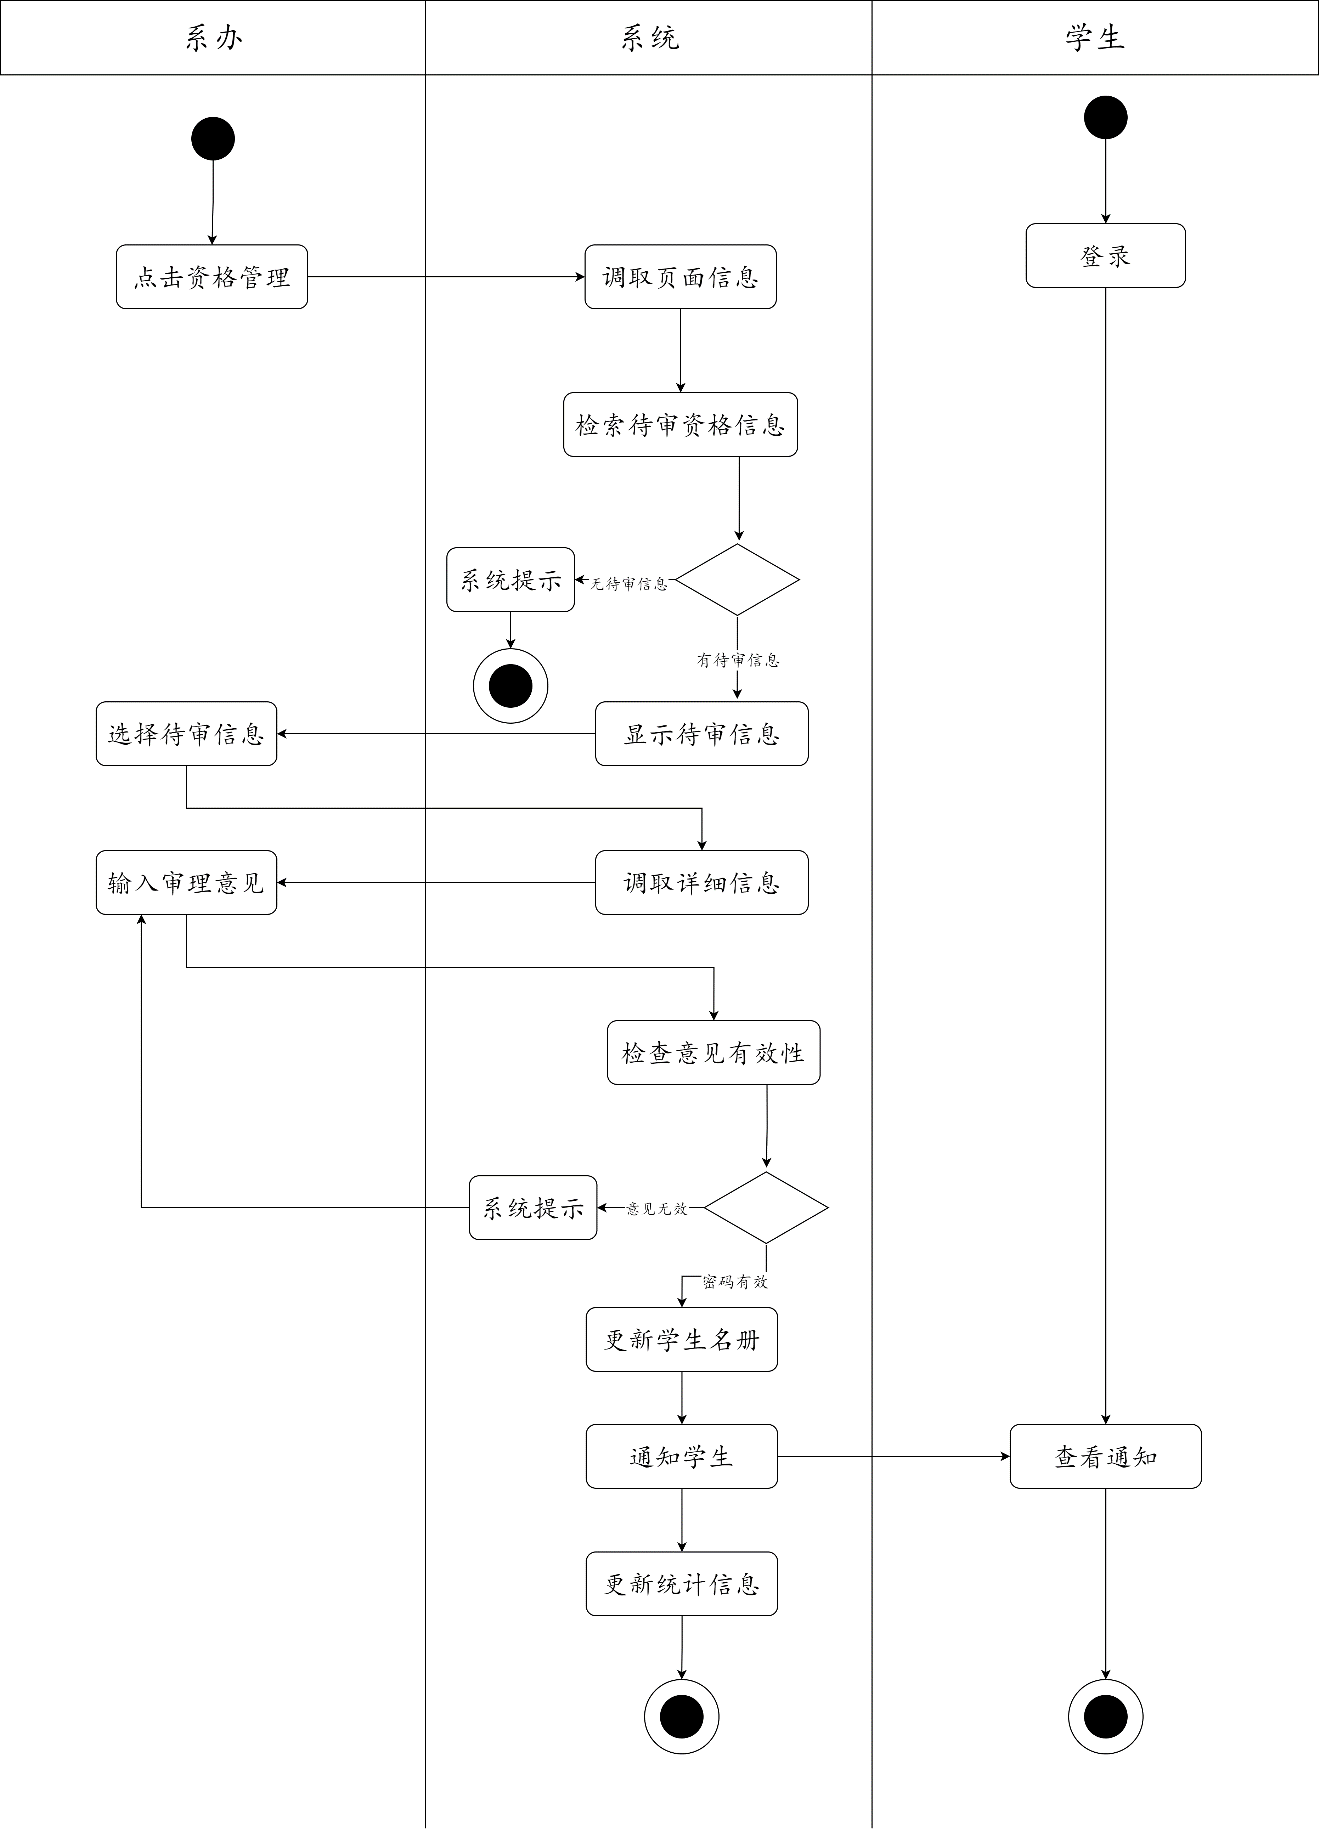 系办
系统
学生
登录
点击资格管理
调取页面信息
检索待审资格信息
系统提示
无待审信息
有待审信息
选择待审信息
显示待审信息
输入审理意见
调取详细信息
检查意见有效性
系统提示
意见无效
密码有效
更新学生名册
通知学生
查看通知
更新统计信息